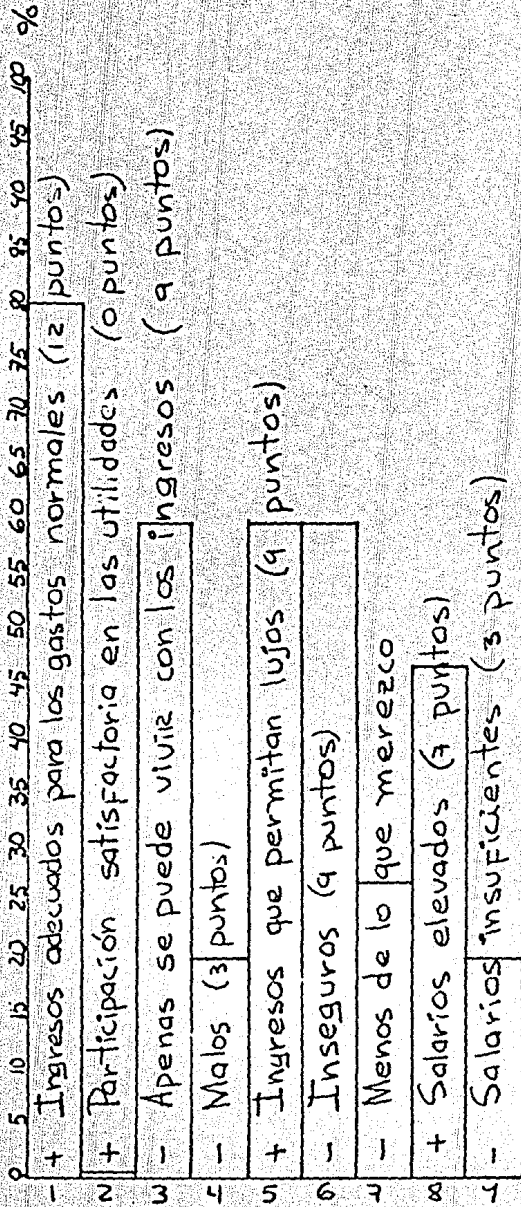 0 5 10 15 20 25 30 35 40 45 50 55 60 65 70 75 80 85 90 95 100 %
1 + Ingresos adecuados para los gastos normales (12 puntos)
2 + Participación satisfactoria en las utilidades (0 puntos)
3 - Apenas se puede vivir con los ingresos (9 puntos)
4 - Malos (3 puntos)
5 + Ingresos que permitan lujos (9 puntos)
6 - Inseguros (9 puntos)
7 - Menos de lo que merezco
8 + Salarios elevados (7 puntos)
9 - Salarios insuficientes (3 puntos)